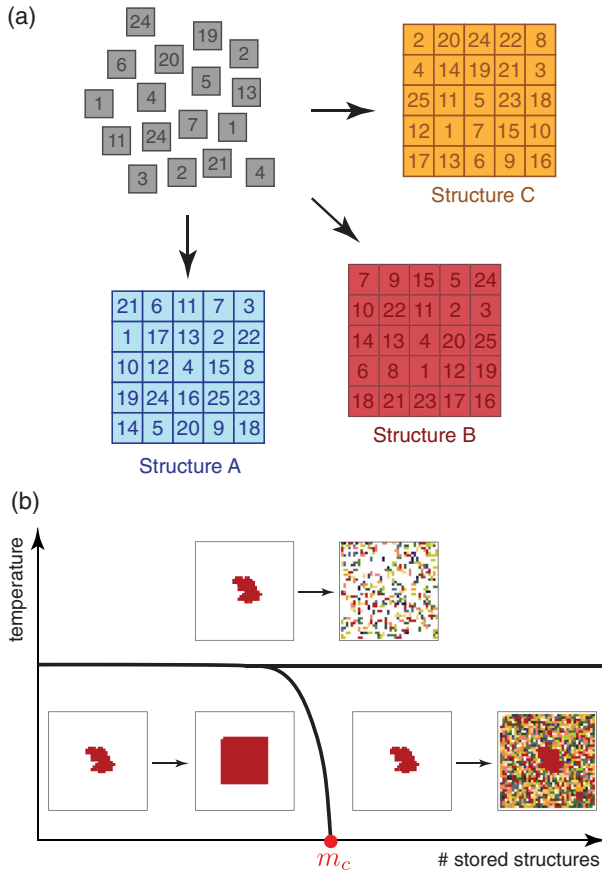 (a)
24
19
6
20
2
1
4
5
13
11
24
7
1
3
2
21
4
2 20 24 22 8
4 14 19 21 3
25 11 5 23 18
12 1 7 15 10
17 13 6 9 16
Structure C
21 6 11 7 3
1 17 13 2 22
10 12 4 15 8
19 24 16 25 23
14 5 20 9 18
Structure A
7 9 15 5 24
10 22 11 2 3
14 13 4 20 25
6 8 1 12 19
18 21 23 17 16
Structure B
(b)
temperature
m_c
# stored structures